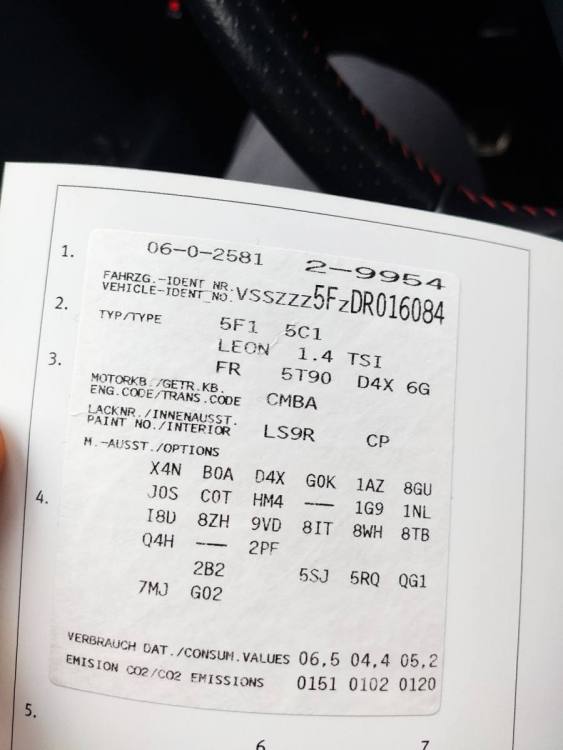 1.
06-0-2581 2-9954
FAHRZG.-IDENT NR.
VEHICLE-IDENT NO. VSSZZZ5FzDR016084
2.
TYP/TYPE 5F1 5C1
LEON 1.4 TSI
3.
FR 5T90 D4X 6G
MOTORKB./GETR.KB.
ENG.CODE/TRANS.CODE CMBA
LACKNR./INNENAUSST.
PAINT NO./INTERIOR LS9R CP
M.-AUSST./OPTIONS
X4N B0A D4X G0K 1AZ 8GU
4.
J0S C0T HM4 --- 1G9 1NL
I8D 8ZH 9VD 8IT 8WH 8TB
Q4H --- 2PF
2B2 5SJ 5RQ QG1
7MJ G02
VERBRAUCH DAT./CONSUM.VALUES 06,5 04,4 05,2
EMISION CO2/CO2 EMISSIONS 0151 0102 0120
5.
6 7